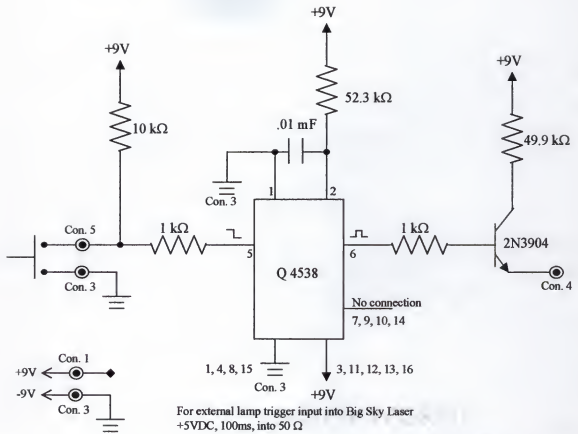 +9V
+9V
+9V
10 kΩ
52.3 kΩ
49.9 kΩ
.01 mF
Con. 3
1
2
Con. 5
1 kΩ
5
Q 4538
6
1 kΩ
2N3904
Con. 3
Con. 4
No connection
7, 9, 10, 14
Con. 1
+9V
-9V
Con. 3
1, 4, 8, 15
Con. 3
3, 11, 12, 13, 16
+9V
For external lamp trigger input into Big Sky Laser
+5VDC, 100ms, into 50 Ω